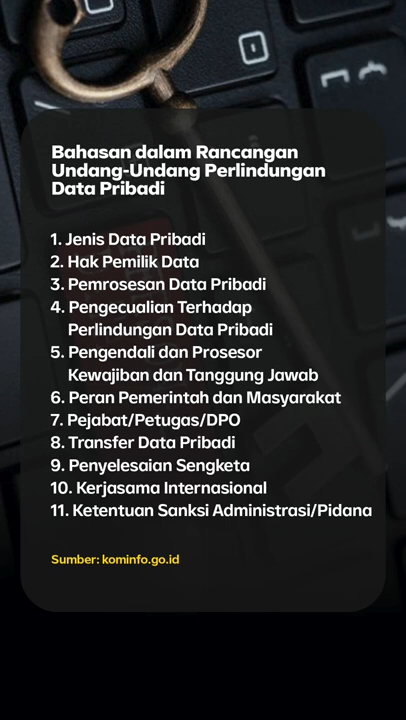 Bahasan dalam Rancangan
Undang-Undang Perlindungan
Data Pribadi
1. Jenis Data Pribadi
2. Hak Pemilik Data
3. Pemrosesan Data Pribadi
4. Pengecualian Terhadap
Perlindungan Data Pribadi
5. Pengendali dan Prosesor
Kewajiban dan Tanggung Jawab
6. Peran Pemerintah dan Masyarakat
7. Pejabat/Petugas/DPO
8. Transfer Data Pribadi
9. Penyelesaian Sengketa
10. Kerjasama Internasional
11. Ketentuan Sanksi Administrasi/Pidana
Sumber: kominfo.go.id